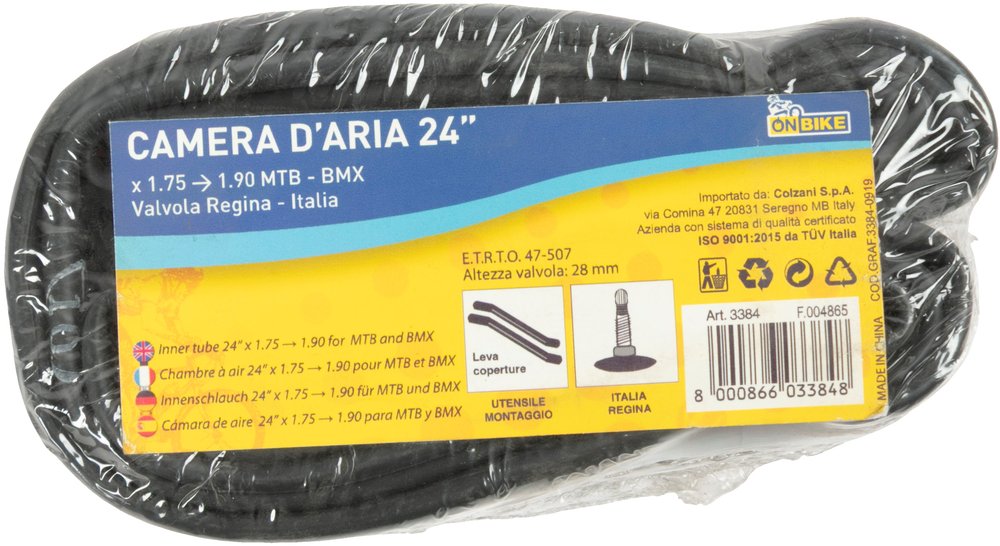 CAMERA D'ARIA 24"
x 1.75 → 1.90 MTB - BMX
Valvola Regina - Italia
ON BIKE
Importato da: Colzani S.p.A.
via Comina 47 20831 Seregno MB Italy
Azienda con sistema di qualità certificato
ISO 9001:2015 da TÜV Italia
E.T.R.T.O. 47-507
Altezza valvola: 28 mm
Leva
coperture
UTENSILE
MONTAGGIO
ITALIA
REGINA
Art. 3384 F.004865
8 000866 033848
MADE IN CHINA COD.GRAF.3384-0919
Inner tube 24" x 1.75 → 1.90 for MTB and BMX
Chambre à air 24" x 1.75 → 1.90 pour MTB et BMX
Innenschlauch 24" x 1.75 → 1.90 für MTB und BMX
Cámara de aire 24" x 1.75 → 1.90 para MTB y BMX